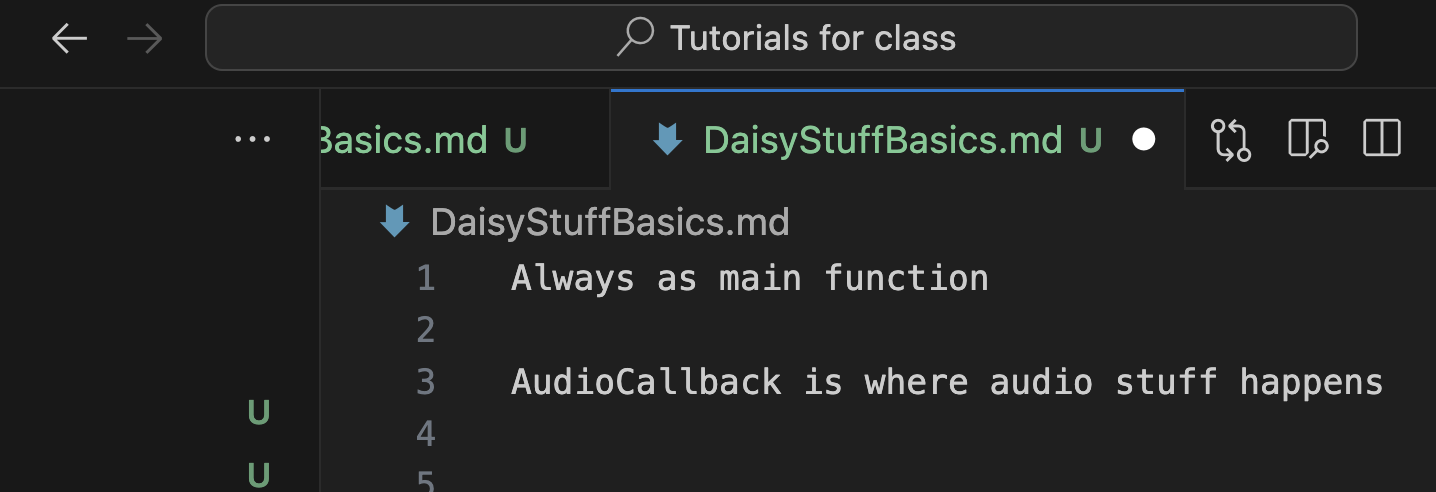 Tutorials for class
Basics.md U
DaisyStuffBasics.md U
DaisyStuffBasics.md
1 Always as main function
2
3 AudioCallback is where audio stuff happens
U
4
U
5